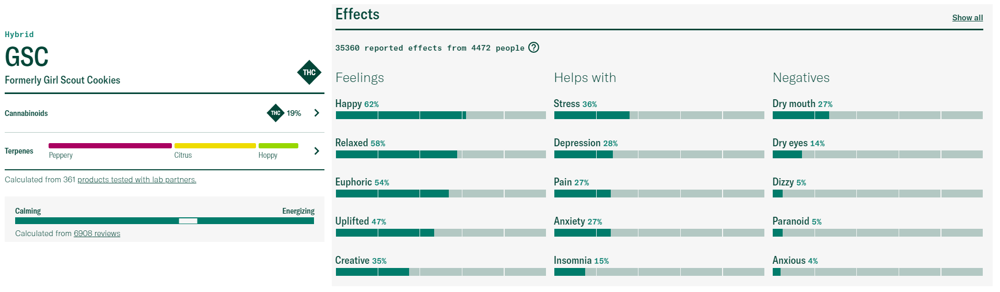 Hybrid
GSC
Formerly Girl Scout Cookies
THC
Cannabinoids
THC 19%
Terpenes
Peppery
Citrus
Hoppy
Calculated from 361 products tested with lab partners.
Calming
Energizing
Calculated from 6908 reviews
Effects
Show all
35360 reported effects from 4472 people ?
Feelings
Happy 62%
Relaxed 58%
Euphoric 54%
Uplifted 47%
Creative 35%
Helps with
Stress 36%
Depression 28%
Pain 27%
Anxiety 27%
Insomnia 15%
Negatives
Dry mouth 27%
Dry eyes 14%
Dizzy 5%
Paranoid 5%
Anxious 4%